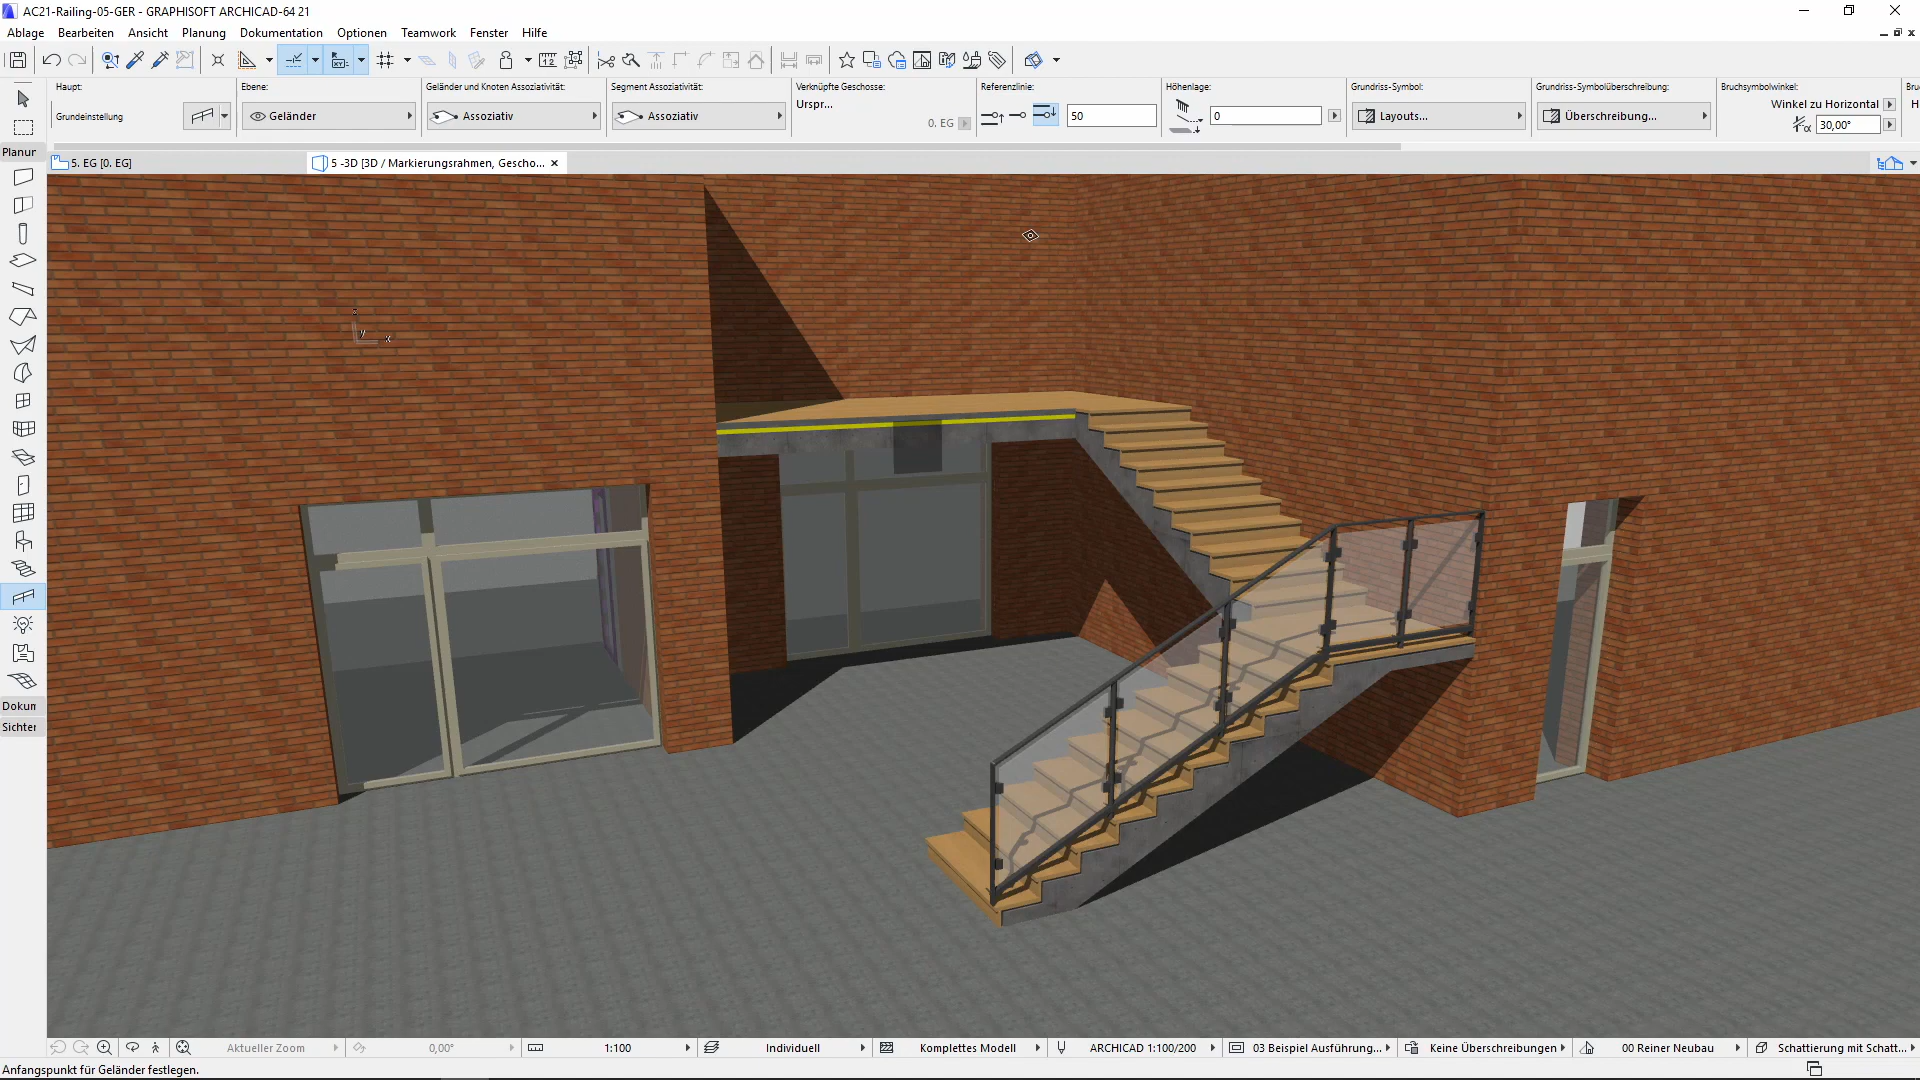 AC21-Railing-05-GER - GRAPHISOFT ARCHICAD-64 21
Ablage Bearbeiten Ansicht Planung Dokumentation Optionen Teamwork Fenster Hilfe
Haupt: Ebene: Geländer und Knoten Assoziativität: Segment Assoziativität: Verknüpfte Geschosse: Referenzlinie: Höhenlage: Grundriss-Symbol: Grundriss-Symbolüberschreibung: Bruchsymbolwinkel: Bru
Urspr... Winkel zu Horizontal H
Grundeinstellung Geländer Assoziativ Assoziativ 0. EG 50 0 Layouts... Überschreibung... α 30,00°
Planur 5. EG [0. EG] 5 -3D [3D / Markierungsrahmen, Gescho...
y x
Dokum
Sichter
Aktueller Zoom 0,00° 1:100 Individuell Komplettes Modell ARCHICAD 1:100/200 03 Beispiel Ausführung... Keine Überschreibungen 00 Reiner Neubau Schattierung mit Schatt...
Anfangspunkt für Geländer festlegen.